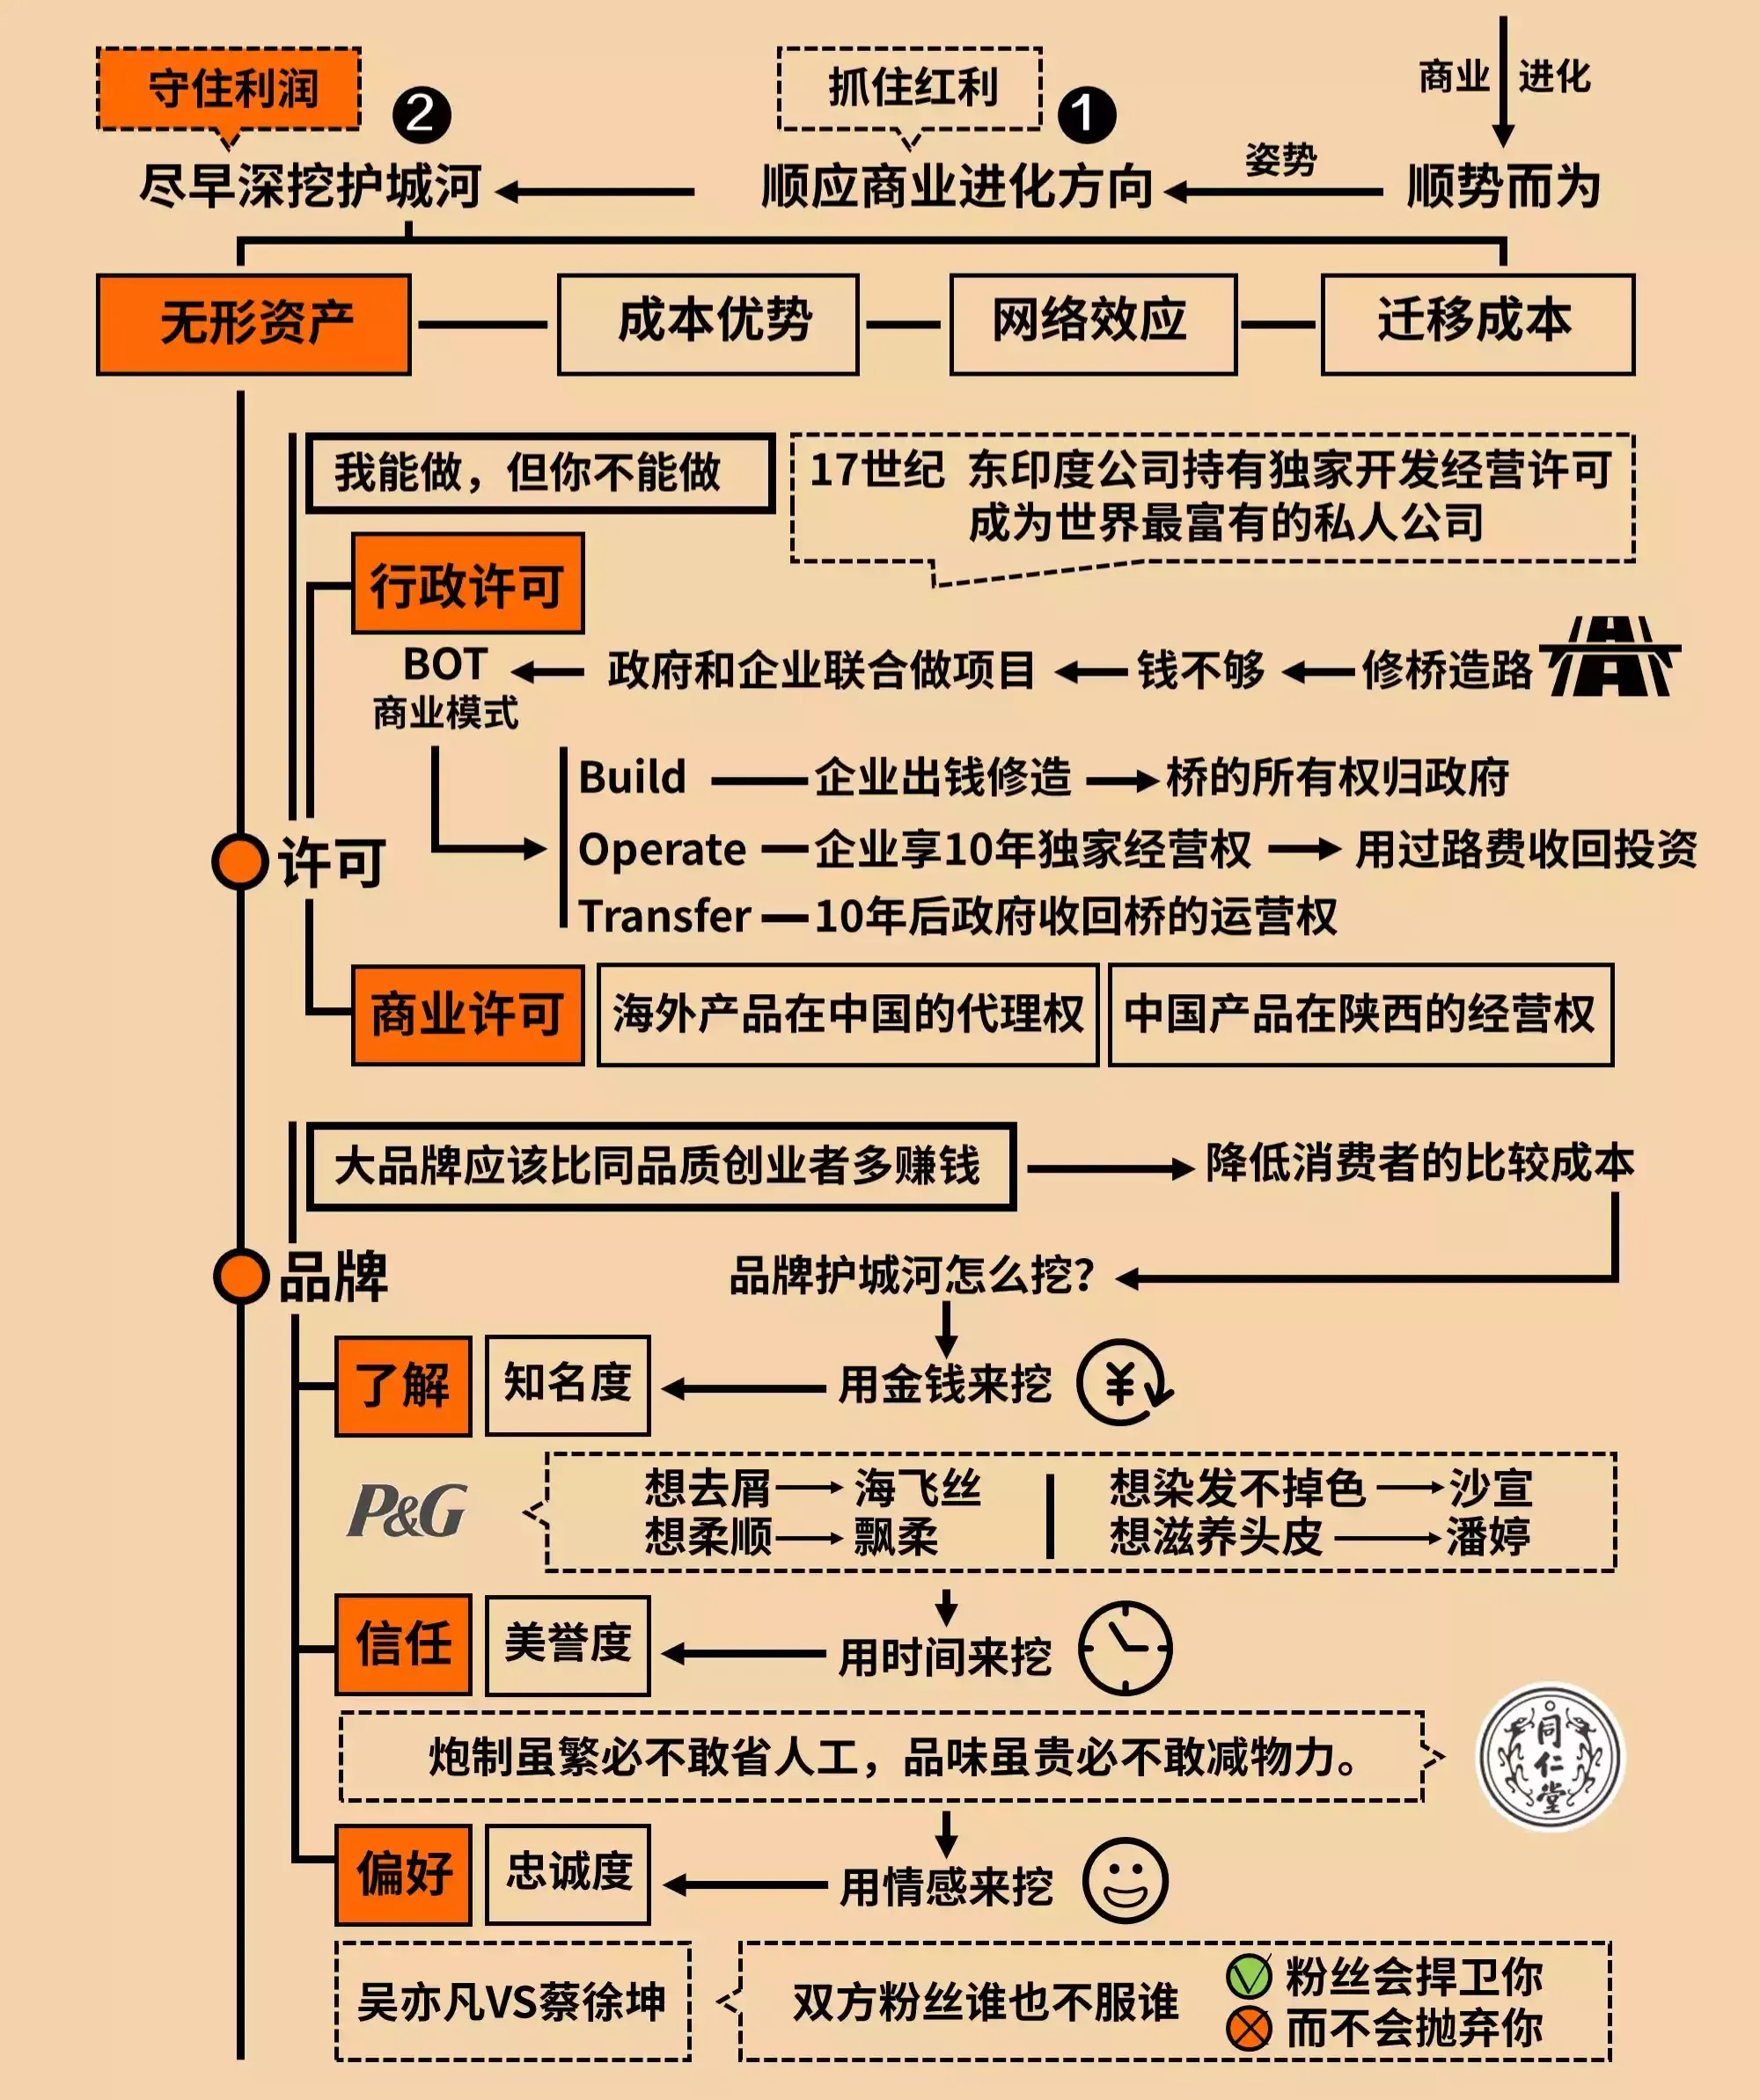 守住利润
2
抓住红利
1
商业 进化
尽早深挖护城河
顺应商业进化方向
姿势
顺势而为
无形资产
成本优势
网络效应
迁移成本
我能做，但你不能做
17世纪 东印度公司持有独家开发经营许可
成为世界最富有的私人公司
行政许可
BOT
商业模式
政府和企业联合做项目
钱不够
修桥造路
Build
企业出钱修造
桥的所有权归政府
许可
Operate
企业享10年独家经营权
用过路费收回投资
Transfer
10年后政府收回桥的运营权
商业许可
海外产品在中国的代理权
中国产品在陕西的经营权
大品牌应该比同品质创业者多赚钱
降低消费者的比较成本
品牌
品牌护城河怎么挖？
了解
知名度
用金钱来挖
¥
P&G
想去屑
海飞丝
想染发不掉色
沙宣
想柔顺
飘柔
想滋养头皮
潘婷
信任
美誉度
用时间来挖
炮制虽繁必不敢省人工，品味虽贵必不敢减物力。
同仁堂
偏好
忠诚度
用情感来挖
吴亦凡VS蔡徐坤
双方粉丝谁也不服谁
粉丝会捍卫你
而不会抛弃你